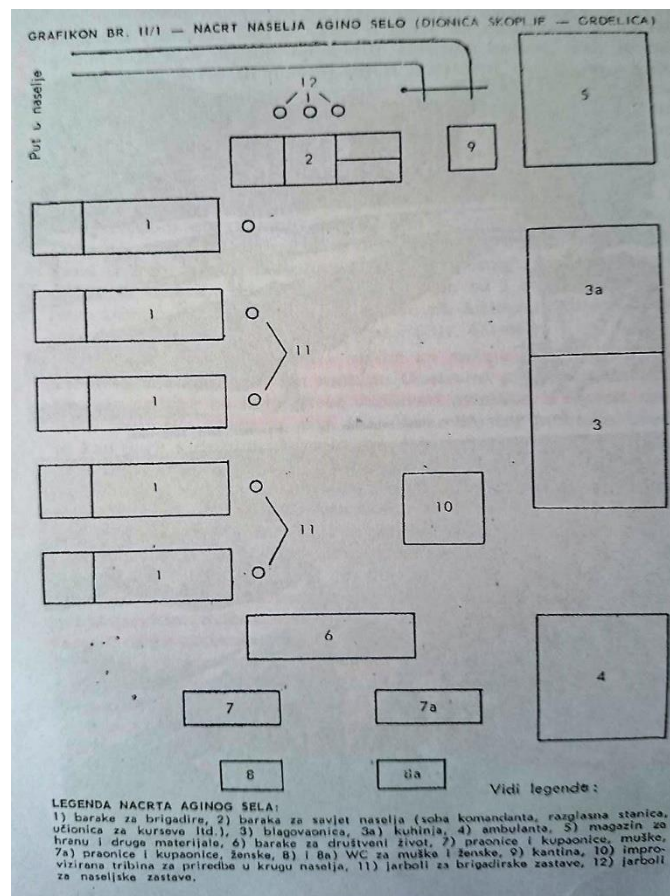 GRAFIKON BR. II/1 — NACRT NASELJA AGINO SELO (DIONICA SKOPLJE — GRDELICA)
Put u naselje
12
5
2
9
1
3a
1
11
1
3
1
10
11
1
6
4
7
7a
8
8a
Vidi legende:
LEGENDA NACRTA AGINOG SELA:
1) barake za brigadire, 2) baraka za savjet naselja (soba komandanta, razglasna stanica,
učionica za kurseve itd.), 3) blagovaonica, 3a) kuhinja, 4) ambulanta, 5) magazin za
hranu i druge materijale, 6) barake za društveni život, 7) praonice i kupaonice, muške,
7a) praonice i kupaonice, ženske, 8) i 8a) WC za muške i ženske, 9) kantina, 10) impro-
vizirana tribina za priredbe u krugu naselja, 11) jarboli za brigadirske zastave, 12) jarboli
za naseljske zastave.